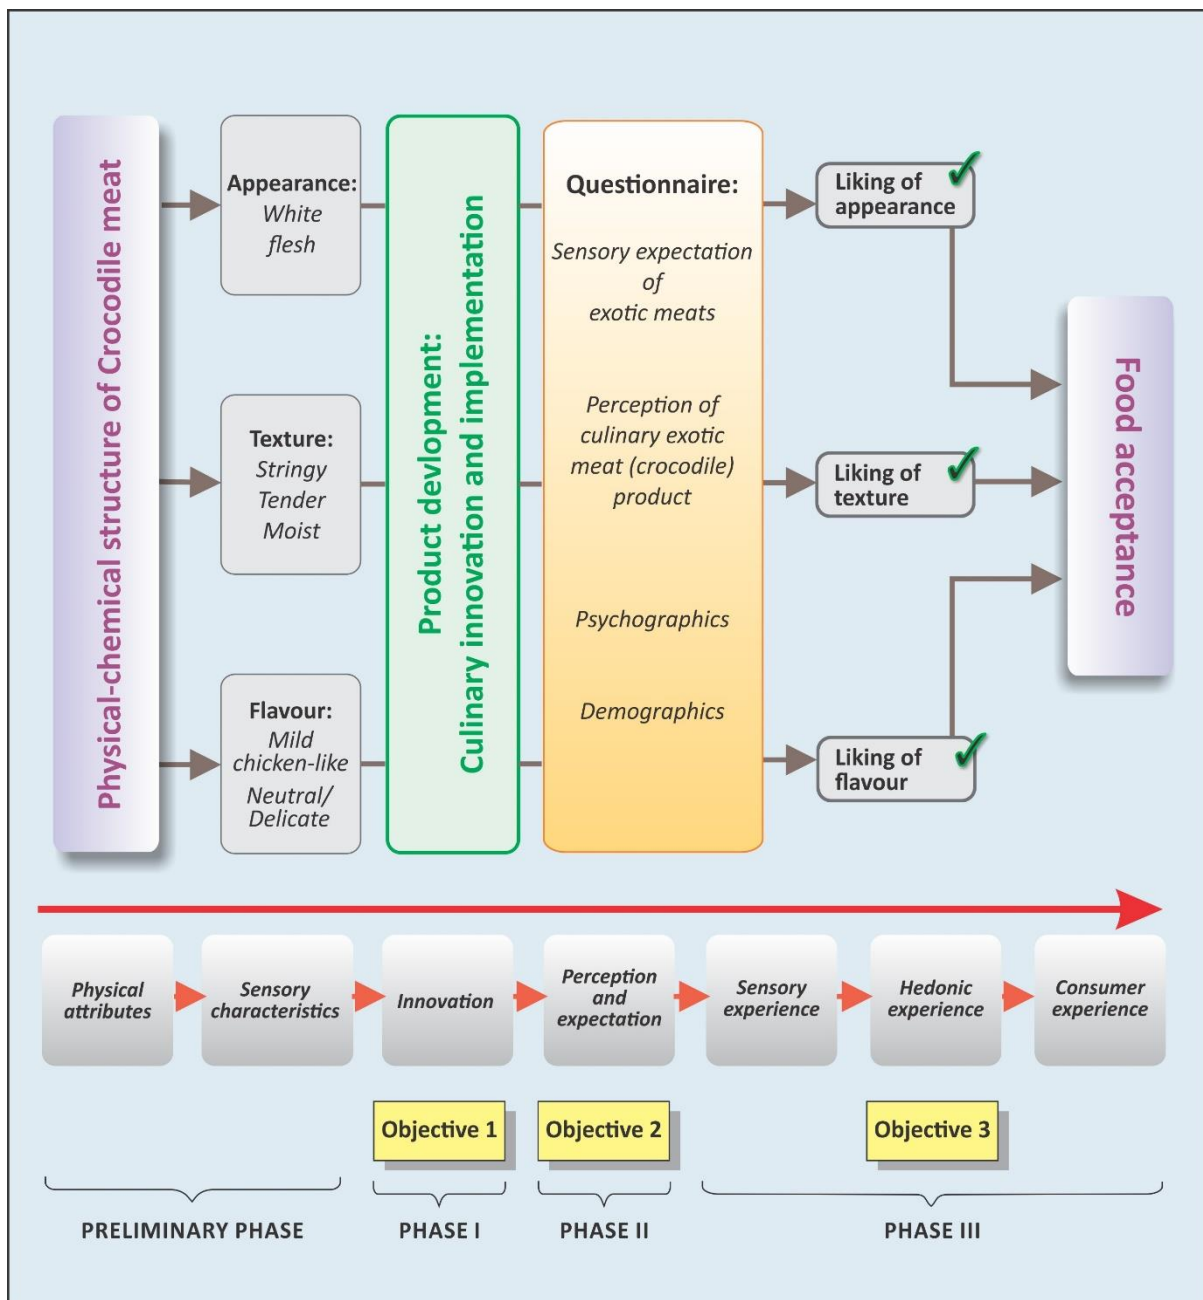 Physical-chemical structure of Crocodile meat
Appearance:
White
flesh
Texture:
Stringy
Tender
Moist
Flavour:
Mild
chicken-like
Neutral/
Delicate
Product devlopment:
Culinary innovation and implementation
Questionnaire:
Sensory expectation
of
exotic meats
Perception of
culinary exotic
meat (crocodile)
product
Psychographics
Demographics
Liking of
appearance
Liking of
texture
Liking of
flavour
Food acceptance
Physical
attributes
Sensory
characteristics
Innovation
Perception
and
expectation
Sensory
experience
Hedonic
experience
Consumer
experience
Objective 1
Objective 2
Objective 3
PRELIMINARY PHASE
PHASE I
PHASE II
PHASE III